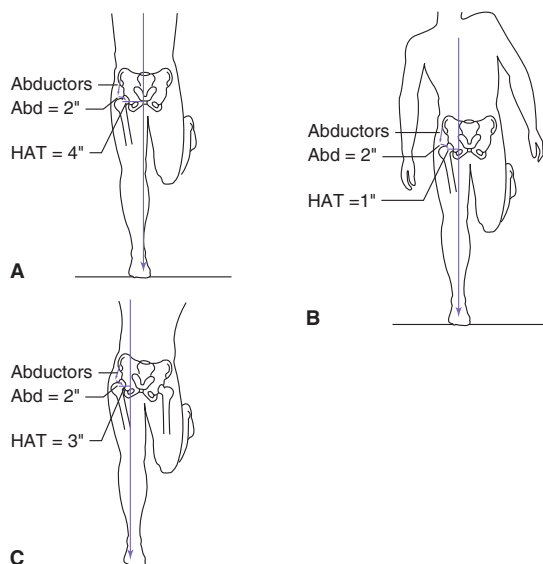 Abductors
Abd = 2"
HAT = 4"
A
Abductors
Abd = 2"
HAT =1"
B
Abductors
Abd = 2"
HAT = 3"
C